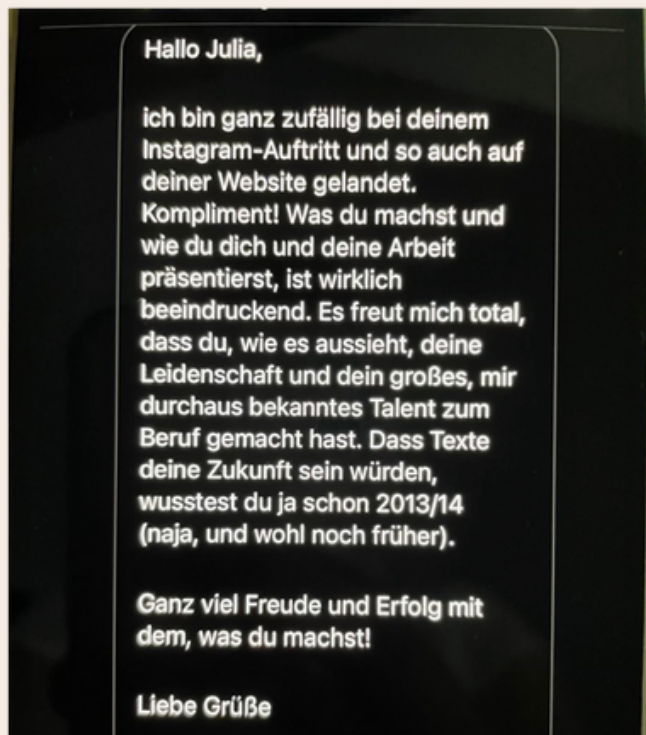 Hallo Julia,
ich bin ganz zufällig bei deinem
Instagram-Auftritt und so auch auf
deiner Website gelandet.
Kompliment! Was du machst und
wie du dich und deine Arbeit
präsentierst, ist wirklich
beeindruckend. Es freut mich total,
dass du, wie es aussieht, deine
Leidenschaft und dein großes, mir
durchaus bekanntes Talent zum
Beruf gemacht hast. Dass Texte
deine Zukunft sein würden,
wusstest du ja schon 2013/14
(naja, und wohl noch früher).
Ganz viel Freude und Erfolg mit
dem, was du machst!
Liebe Grüße